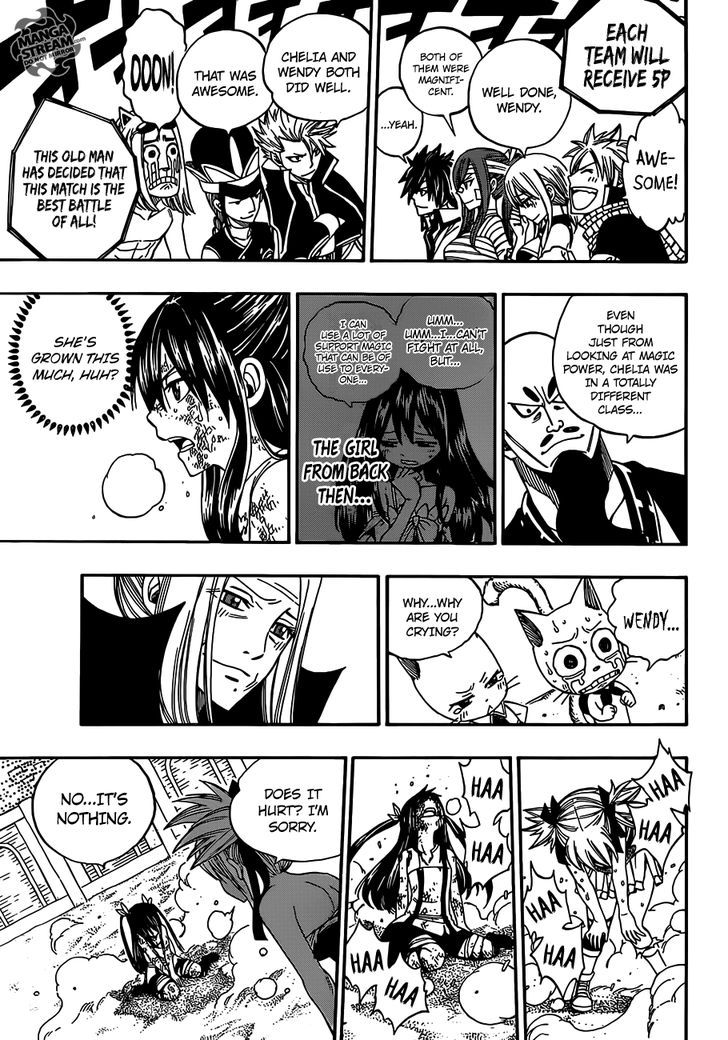 MANGA
STREAM.COM
DO NOT MIRROR
EACH
TEAM WILL
RECEIVE 5P
AWE-
SOME!
WELL DONE,
WENDY.
BOTH
OF THEM WERE
MAGNIFI-
CENT.
...YEAH.
CHELIA AND
WENDY BOTH
DID WELL.
THAT WAS
AWESOME.
OOON!
THIS OLD MAN
HAS DECIDED THAT
THIS MATCH IS THE
BEST BATTLE
OF ALL!
EVEN
THOUGH
JUST FROM
LOOKING AT MAGIC
POWER, CHELIA WAS
IN A TOTALLY
DIFFERENT
CLASS...
UMM...
UMM...I...CAN'T
FIGHT AT ALL,
BUT...
I CAN
USE A LOT OF
SUPPORT MAGIC
THAT CAN BE OF
USE TO EVERY-
ONE...
THE GIRL
FROM BACK
THEN...
SHE'S
GROWN THIS
MUCH, HUH?
WENDY...
WHY...WHY
ARE YOU
CRYING?
HAA
HAA
HAA
HAA
HAA
HAA
HAA
HAA
DOES IT
HURT? I'M
SORRY.
NO...IT'S
NOTHING.